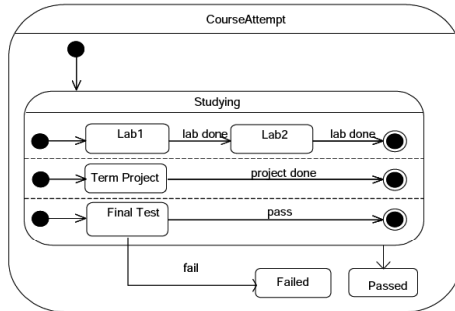 CourseAttempt
Studying
Lab1
lab done
Lab2
lab done
Term Project
project done
Final Test
pass
fail
Failed
Passed